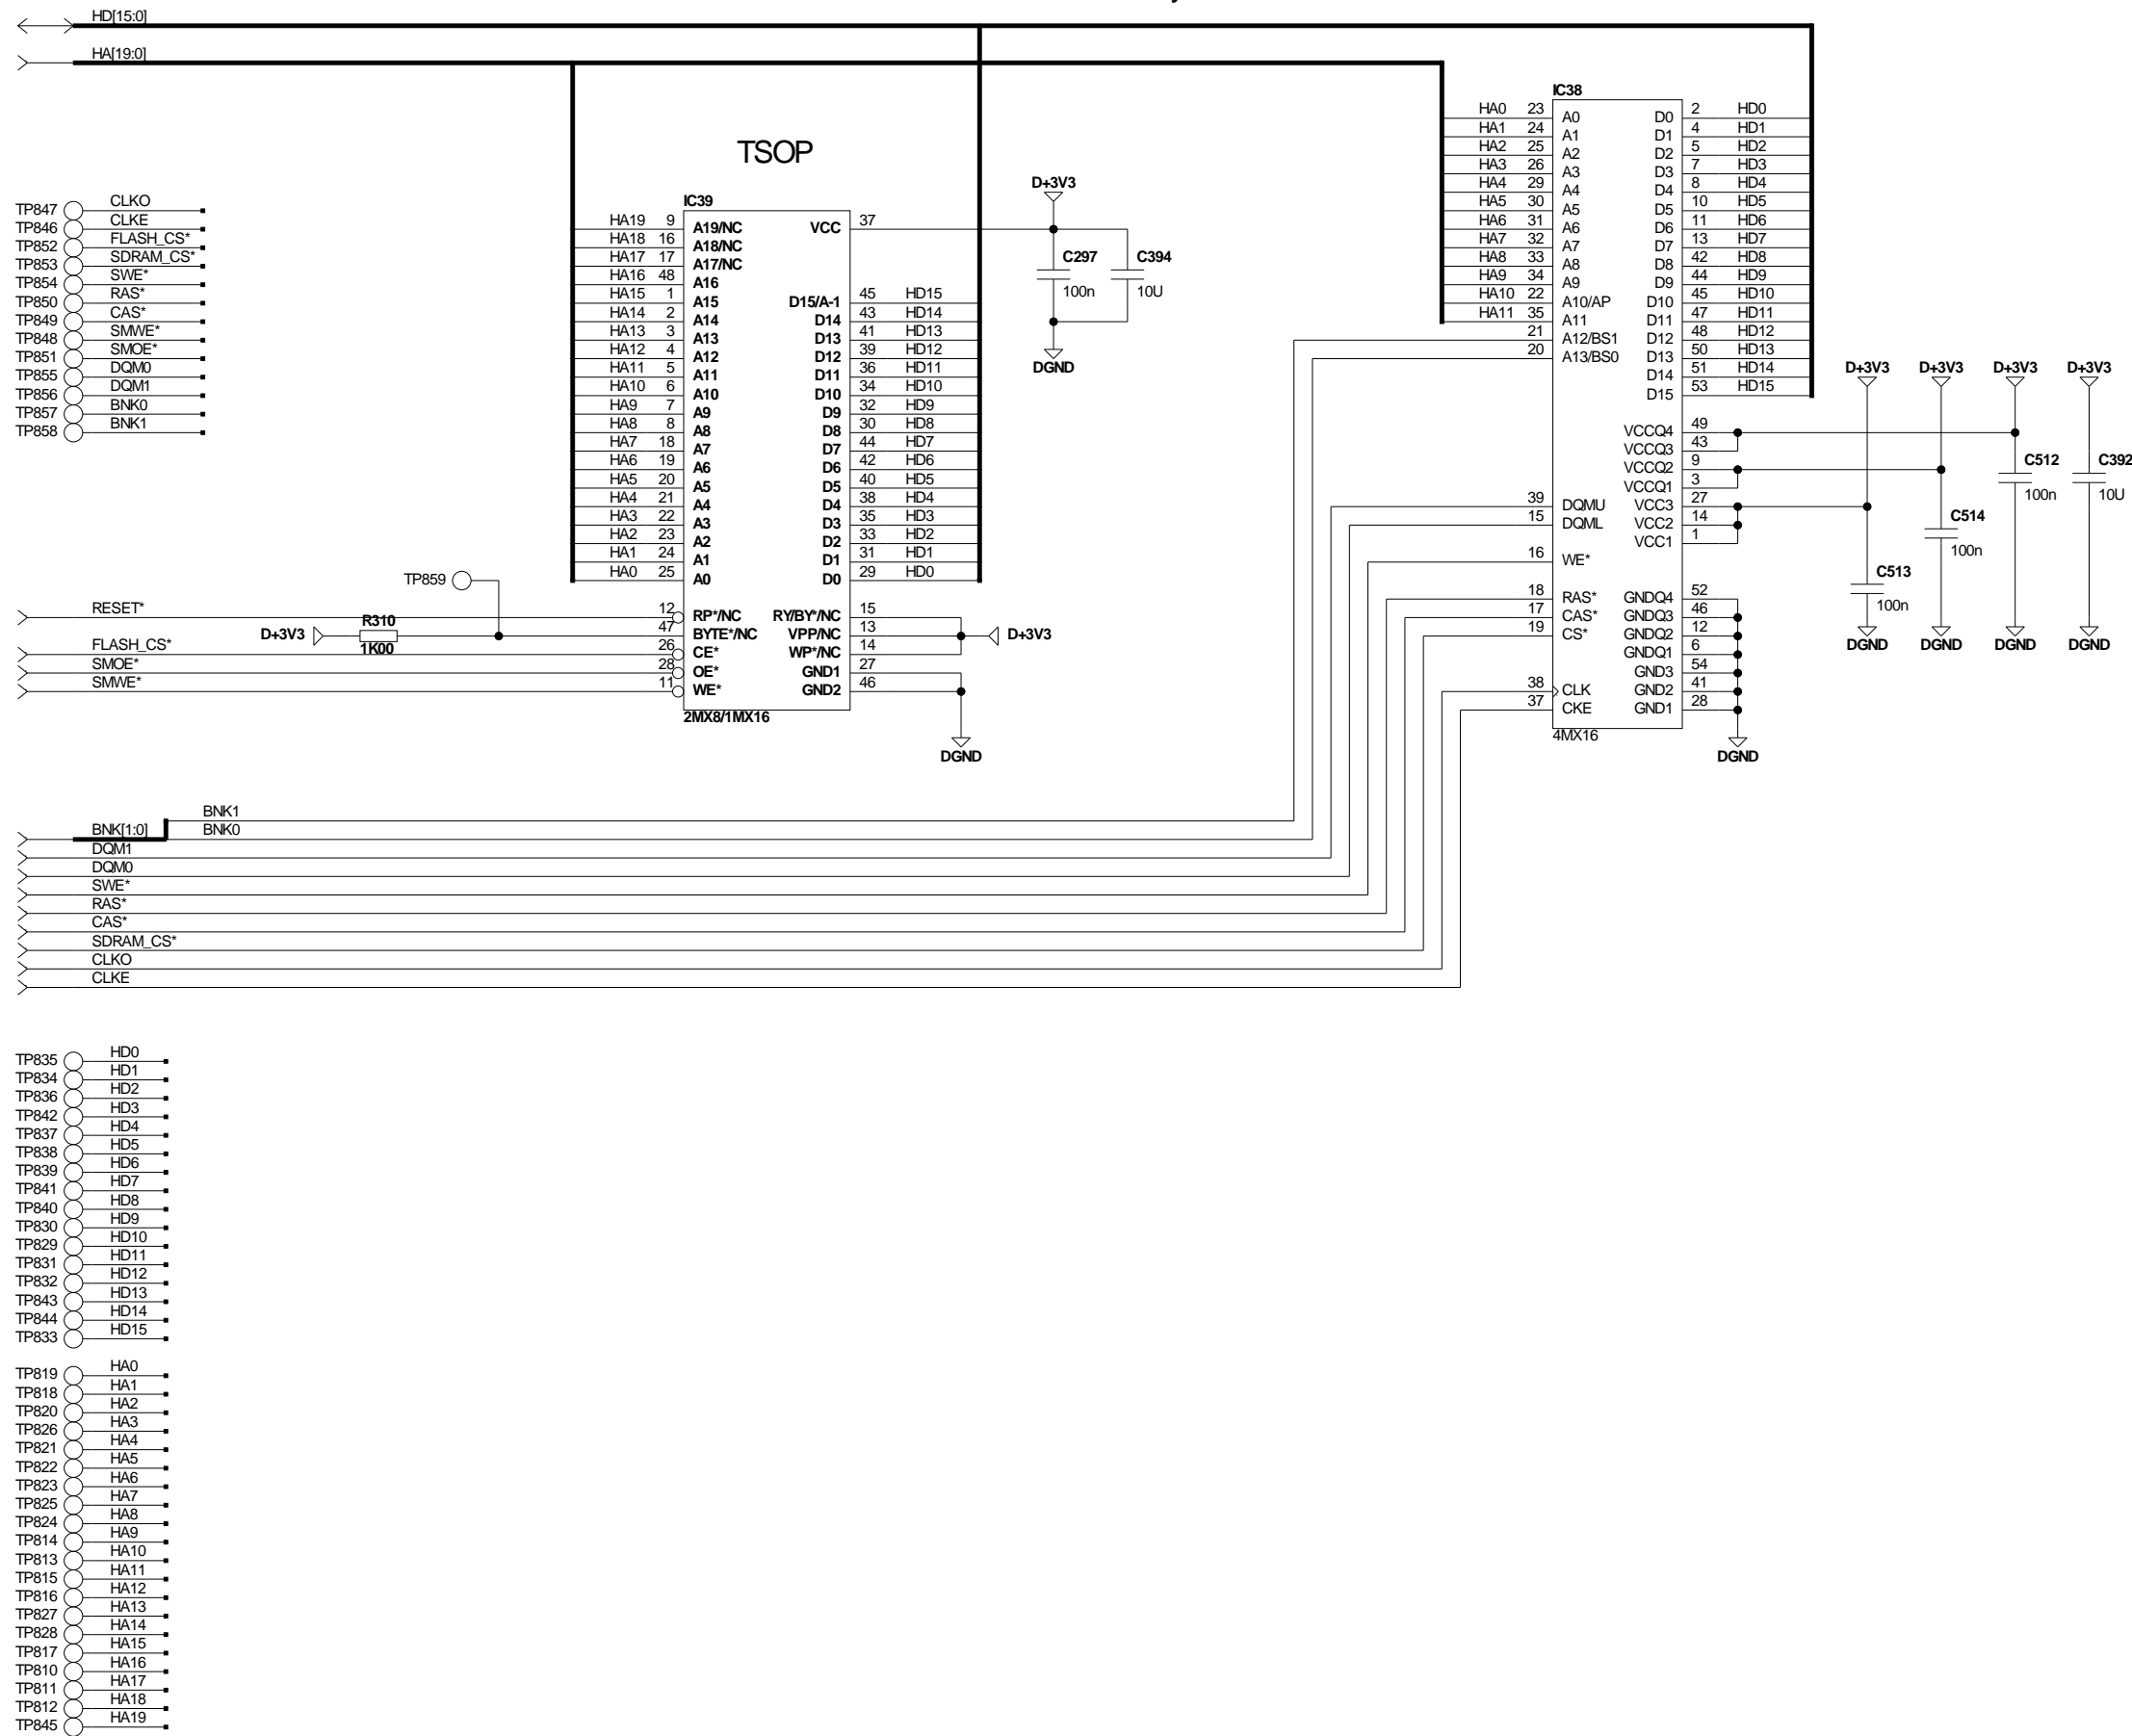 HD[15:0]
HA[19:0]
TP847 CLKO
TP846 CLKE
TP852 FLASH_CS*
TP853 SDRAM_CS*
TP854 SWE*
TP850 RAS*
TP849 CAS*
TP848 SMWE*
TP851 SMOE*
TP855 DQM0
TP856 DQM1
TP857 BNK0
TP858 BNK1
TSOP
IC39
HA19 9 A19/NC VCC 37
HA18 16 A18/NC
HA17 17 A17/NC
HA16 48 A16
HA15 1 A15 D15/A-1 45 HD15
HA14 2 A14 D14 43 HD14
HA13 3 A13 D13 41 HD13
HA12 4 A12 D12 39 HD12
HA11 5 A11 D11 36 HD11
HA10 6 A10 D10 34 HD10
HA9 7 A9 D9 32 HD9
HA8 8 A8 D8 30 HD8
HA7 18 A7 D7 44 HD7
HA6 19 A6 D6 42 HD6
HA5 20 A5 D5 40 HD5
HA4 21 A4 D4 38 HD4
HA3 22 A3 D3 35 HD3
HA2 23 A2 D2 33 HD2
HA1 24 A1 D1 31 HD1
HA0 25 A0 D0 29 HD0
TP859
RESET* 12 RP*/NC RY/BY*/NC 15
D+3V3 R310 1K00 47 BYTE*/NC VPP/NC 13 D+3V3
FLASH_CS* 26 CE* WP*/NC 14
SMOE* 28 OE* GND1 27
SMWE* 11 WE* GND2 46
2MX8/1MX16
DGND
D+3V3
C297 C394
100n 10U
DGND
IC38
HA0 23 A0 D0 2 HD0
HA1 24 A1 D1 4 HD1
HA2 25 A2 D2 5 HD2
HA3 26 A3 D3 7 HD3
HA4 29 A4 D4 8 HD4
HA5 30 A5 D5 10 HD5
HA6 31 A6 D6 11 HD6
HA7 32 A7 D7 13 HD7
HA8 33 A8 D8 42 HD8
HA9 34 A9 D9 44 HD9
HA10 22 A10/AP D10 45 HD10
HA11 35 A11 D11 47 HD11
21 A12/BS1 D12 48 HD12
20 A13/BS0 D13 50 HD13
D14 51 HD14
D15 53 HD15
VCCQ4 49
VCCQ3 43
VCCQ2 9
VCCQ1 3
39 DQMU VCC3 27
15 DQML VCC2 14
VCC1 1
16 WE*
18 RAS* GNDQ4 52
17 CAS* GNDQ3 46
19 CS* GNDQ2 12
GNDQ1 6
GND3 54
38 CLK GND2 41
37 CKE GND1 28
4MX16
DGND
D+3V3 D+3V3 D+3V3 D+3V3
C512 C392
100n 10U
C514
100n
C513
100n
DGND DGND DGND DGND
BNK1
BNK[1:0] BNK0
DQM1
DQM0
SWE*
RAS*
CAS*
SDRAM_CS*
CLKO
CLKE
TP835 HD0
TP834 HD1
TP836 HD2
TP842 HD3
TP837 HD4
TP838 HD5
TP839 HD6
TP841 HD7
TP840 HD8
TP830 HD9
TP829 HD10
TP831 HD11
TP832 HD12
TP843 HD13
TP844 HD14
TP833 HD15
TP819 HA0
TP818 HA1
TP820 HA2
TP826 HA3
TP821 HA4
TP822 HA5
TP823 HA6
TP825 HA7
TP824 HA8
TP814 HA9
TP813 HA10
TP815 HA11
TP816 HA12
TP827 HA13
TP828 HA14
TP817 HA15
TP810 HA16
TP811 HA17
TP812 HA18
TP845 HA19